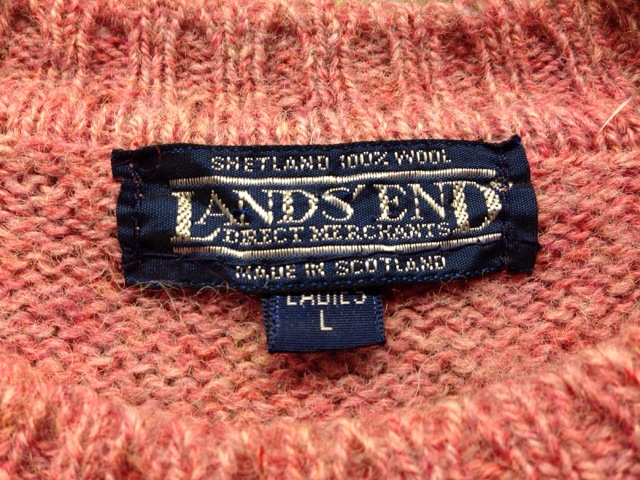 SHETLAND 100% WOOL
LANDS' END
DIRECT MERCHANTS
MADE IN SCOTLAND
LADIES
L